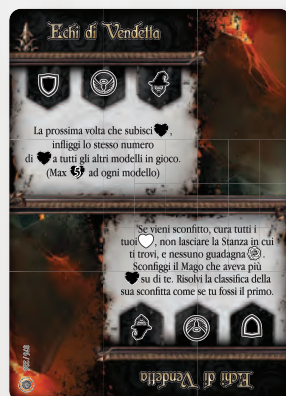 Echi di Vendetta
La prossima volta che subisci
infliggi lo stesso numero
di a tutti gli altri modelli in gioco.
(Max 5 ad ogni modello)
Se vieni sconfitto, cura tutti i
tuoi , non lasciare la Stanza in cui
ti trovi, e nessuno guadagna .
Sconfiggi il Mago che aveva più
su di te. Risolvi la classifica della
sua sconfitta come se tu fossi il primo.
Echi di Vendetta